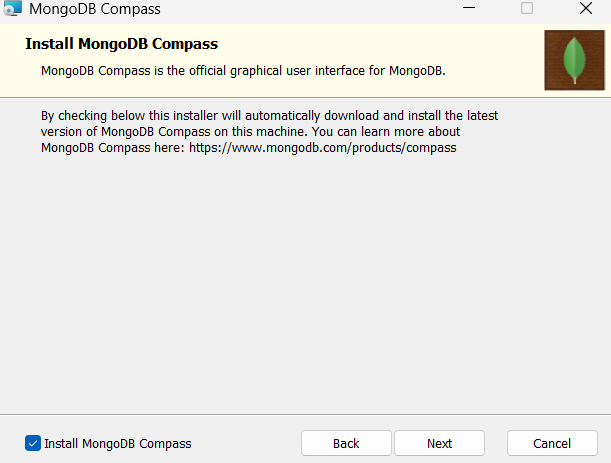 MongoDB Compass
Install MongoDB Compass
MongoDB Compass is the official graphical user interface for MongoDB.
By checking below this installer will automatically download and install the latest
version of MongoDB Compass on this machine. You can learn more about
MongoDB Compass here: https://www.mongodb.com/products/compass
Install MongoDB Compass
Back
Next
Cancel